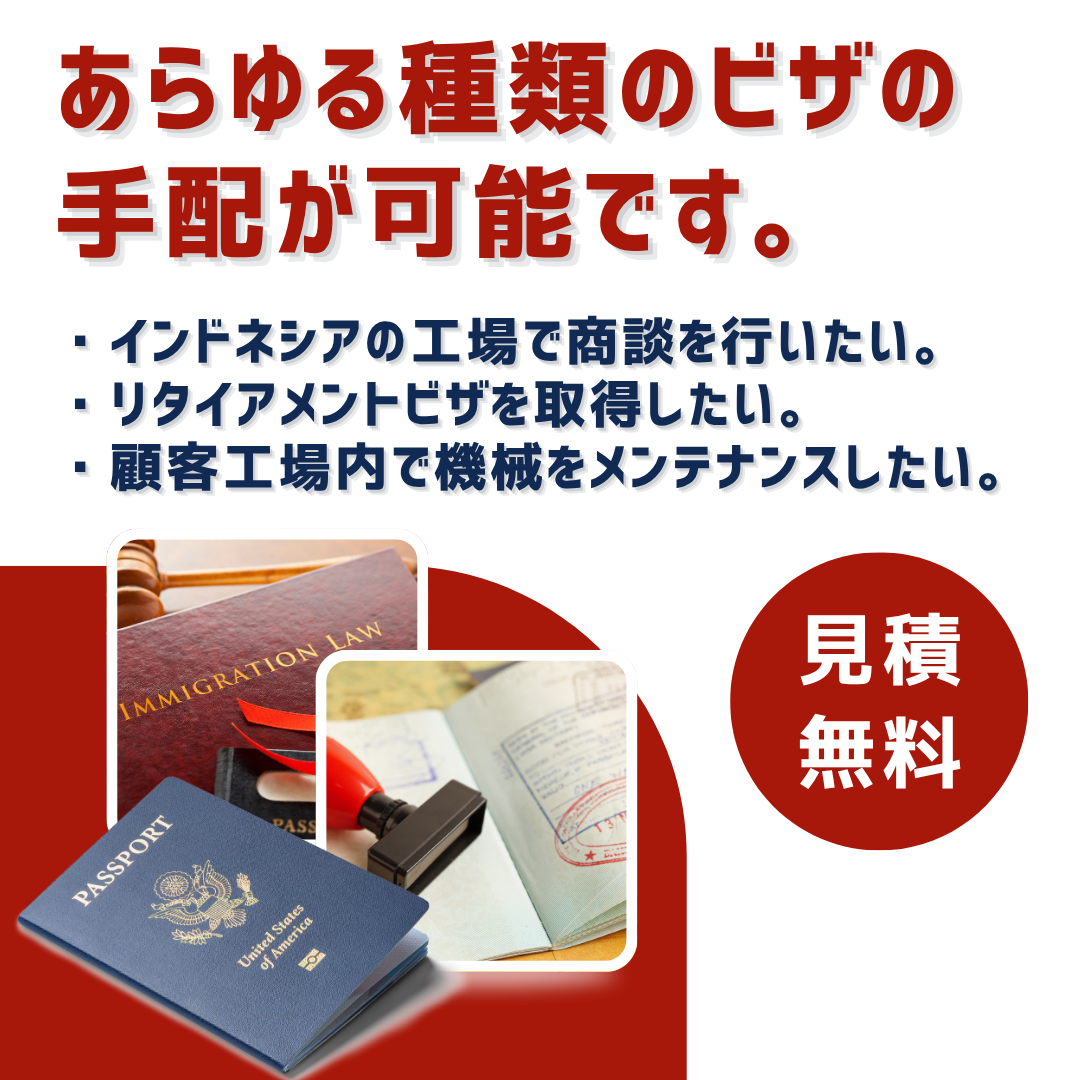 あらゆる種類のビザの
手配が可能です。
・インドネシアの工場で商談を行いたい。
・リタイアメントビザを取得したい。
・顧客工場内で機械をメンテナンスしたい。
見積
無料
IMMIGRATION LAW
PASS
PASSPORT
United States
of America